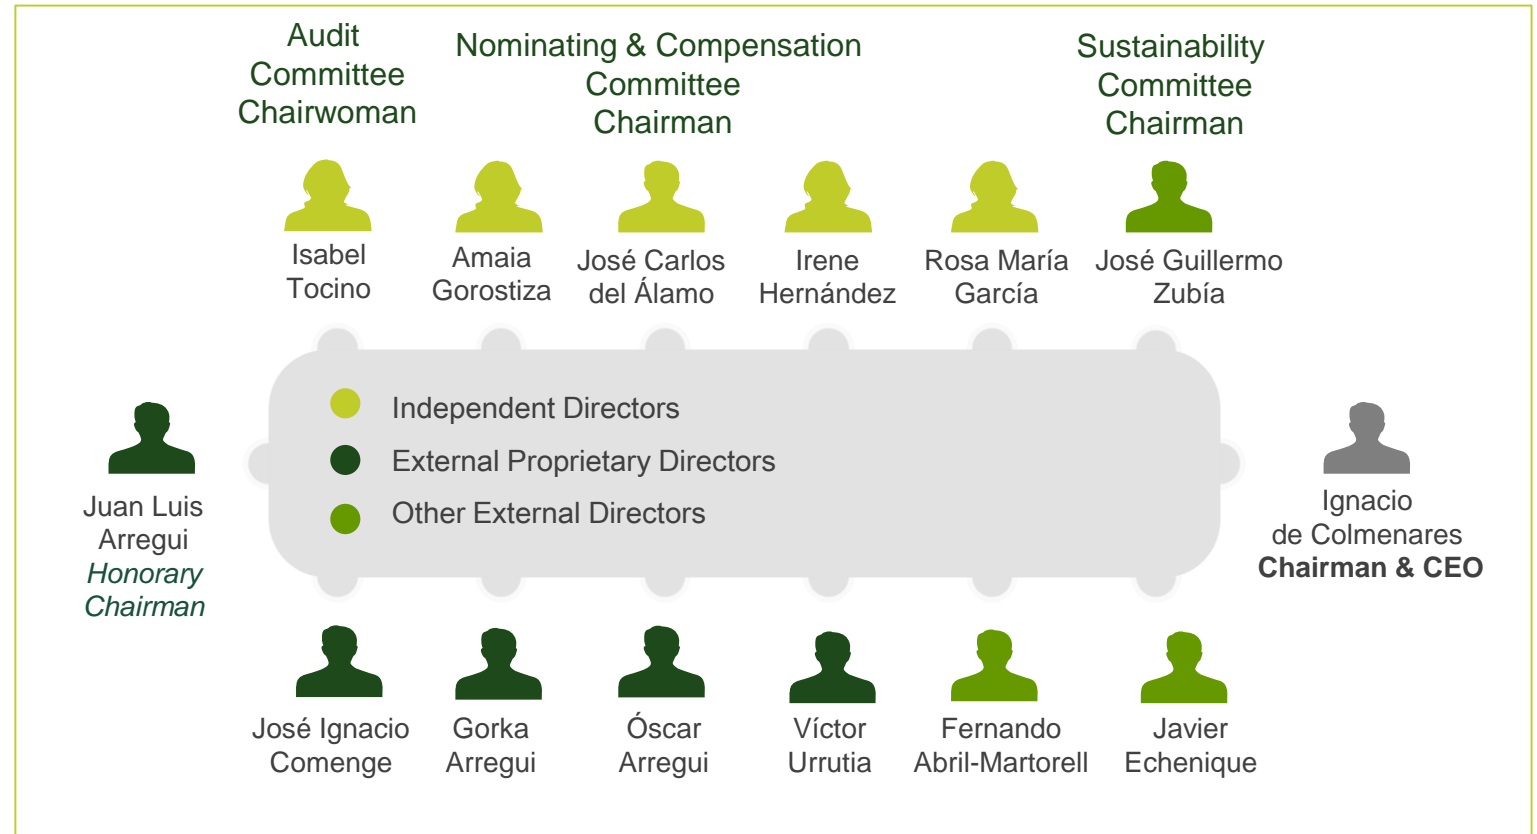 Audit
Committee
Chairwoman
Nominating & Compensation
Committee
Chairman
Sustainability
Committee
Chairman
Isabel
Tocino
Amaia
Gorostiza
José Carlos
del Álamo
Irene
Hernández
Rosa María
García
José Guillermo
Zubía
Independent Directors
External Proprietary Directors
Other External Directors
Juan Luis
Arregui
Honorary
Chairman
Ignacio
de Colmenares
Chairman & CEO
José Ignacio
Comenge
Gorka
Arregui
Óscar
Arregui
Víctor
Urrutia
Fernando
Abril-Martorell
Javier
Echenique